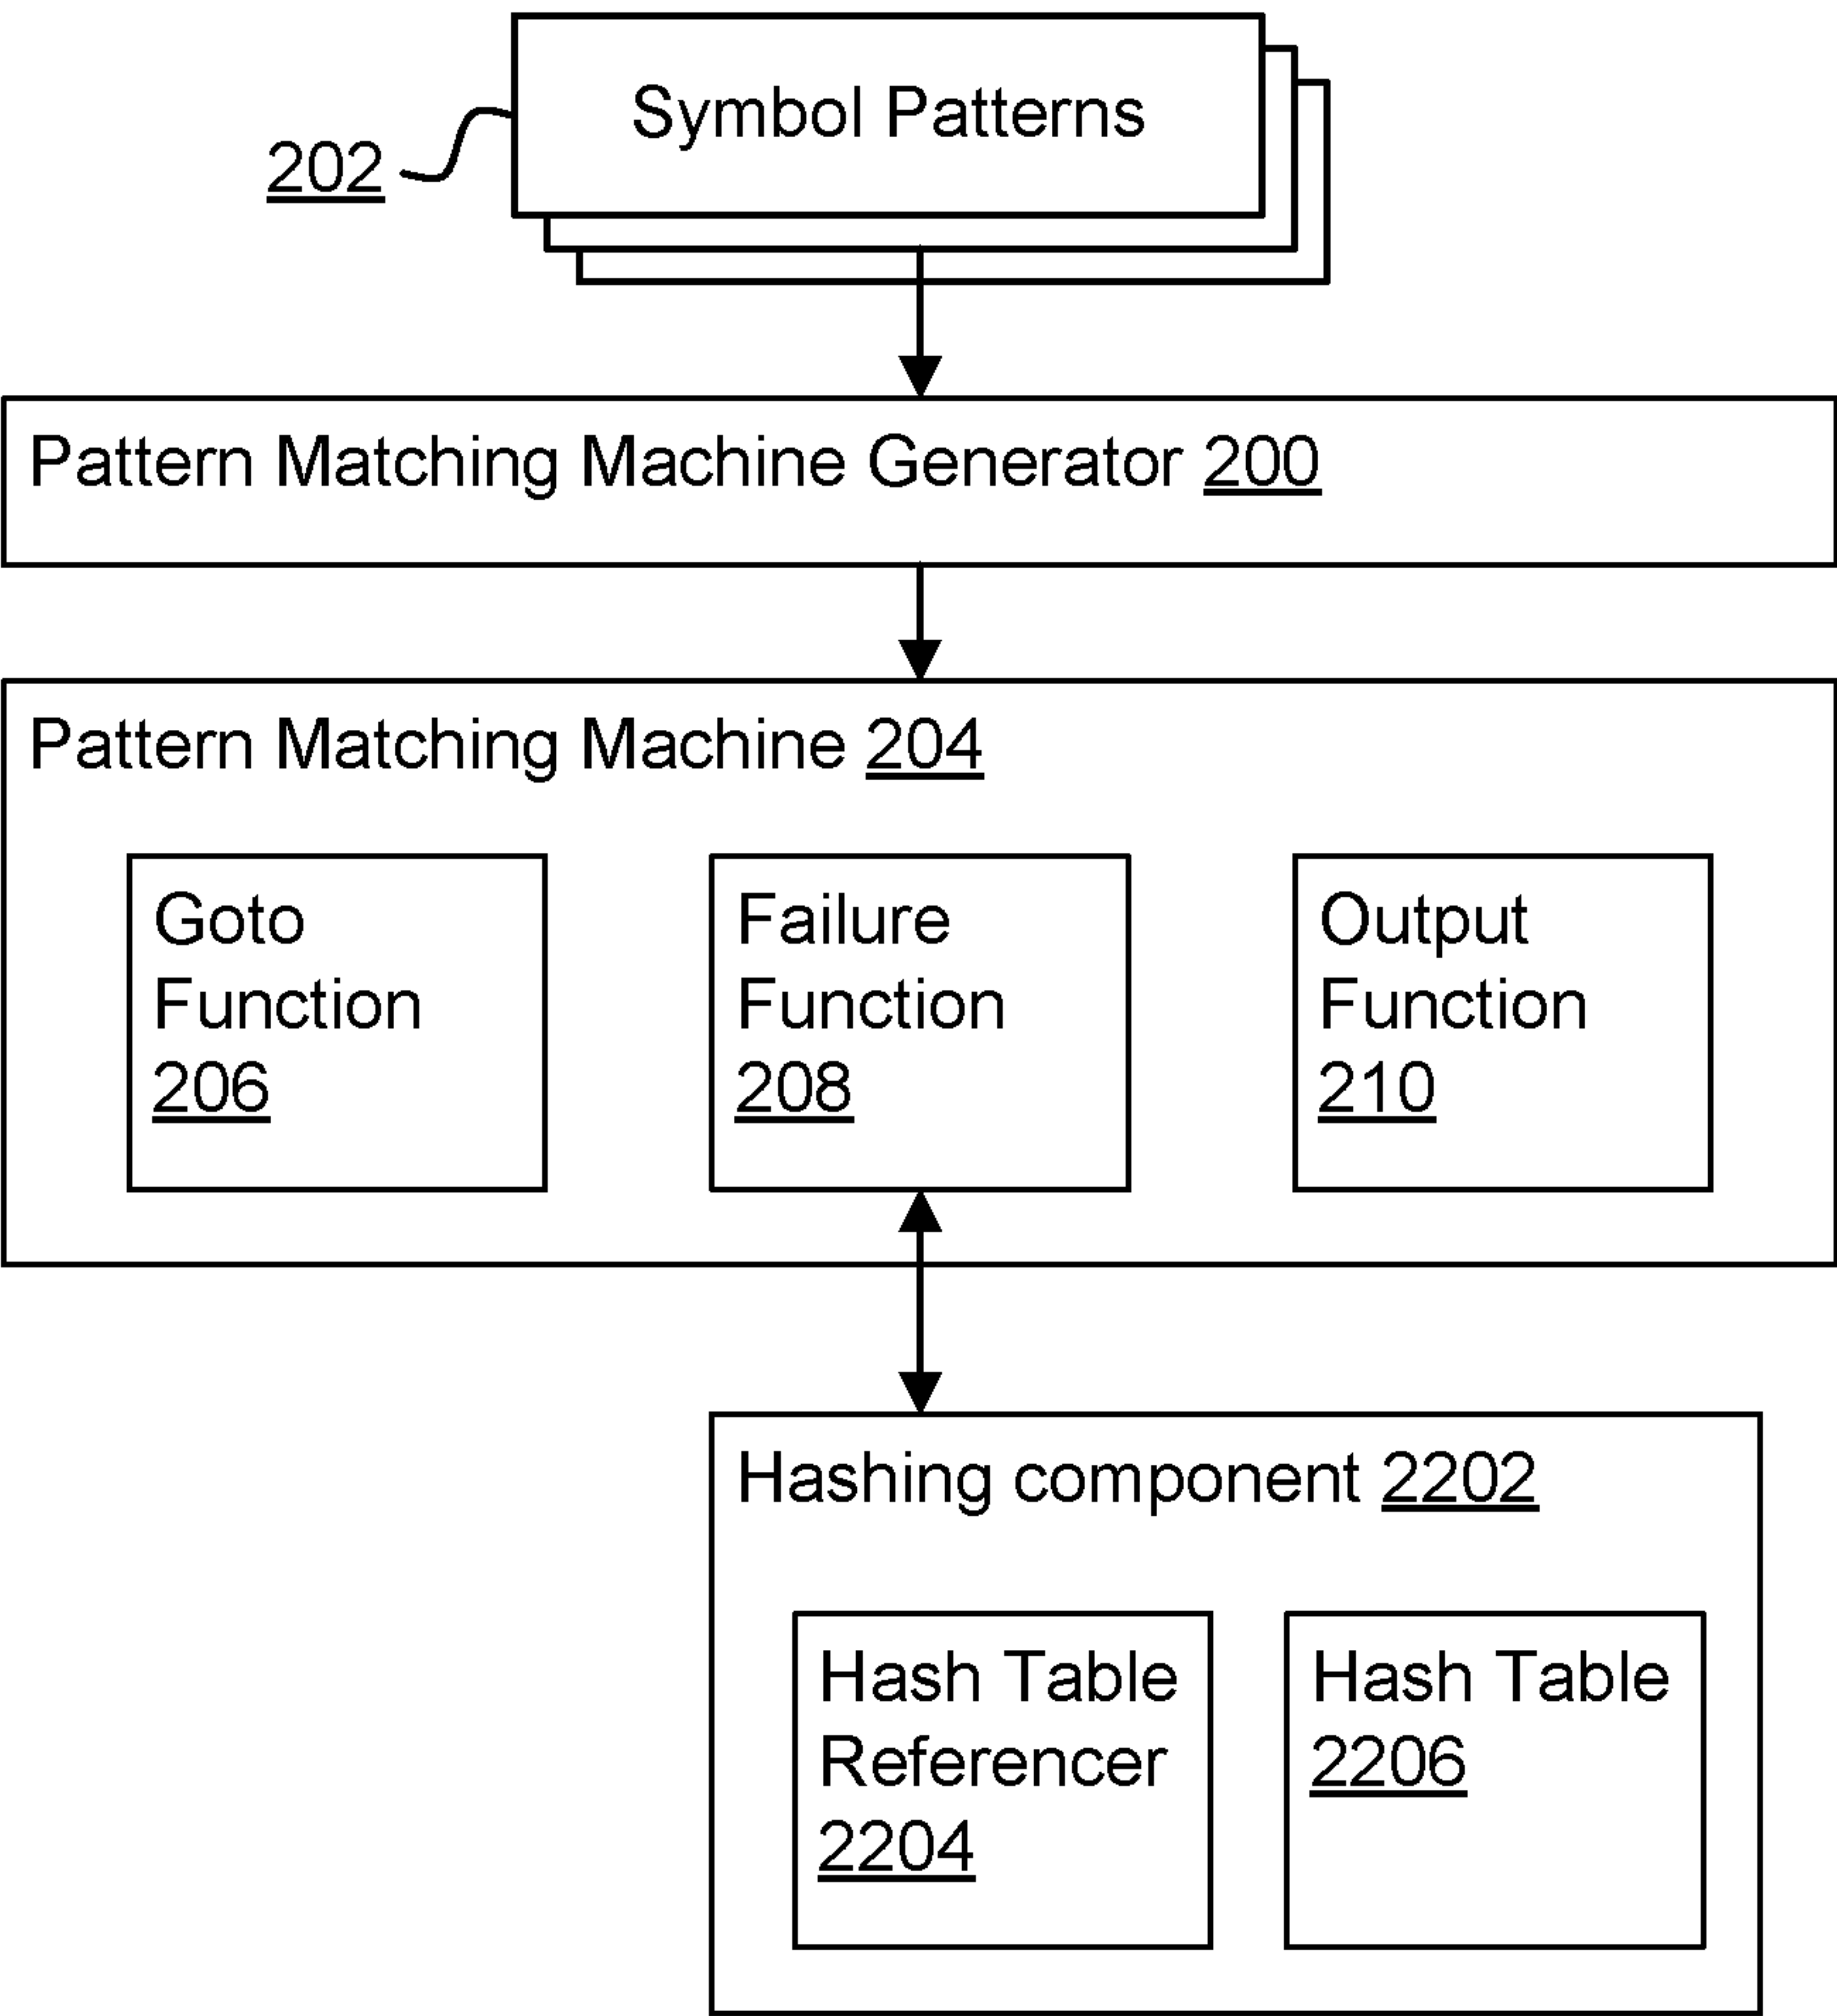 Symbol Patterns
202
Pattern Matching Machine Generator 200
Pattern Matching Machine 204
Goto
Function
206
Failure
Function
208
Output
Function
210
Hashing component 2202
Hash Table
Referencer
2204
Hash Table
2206